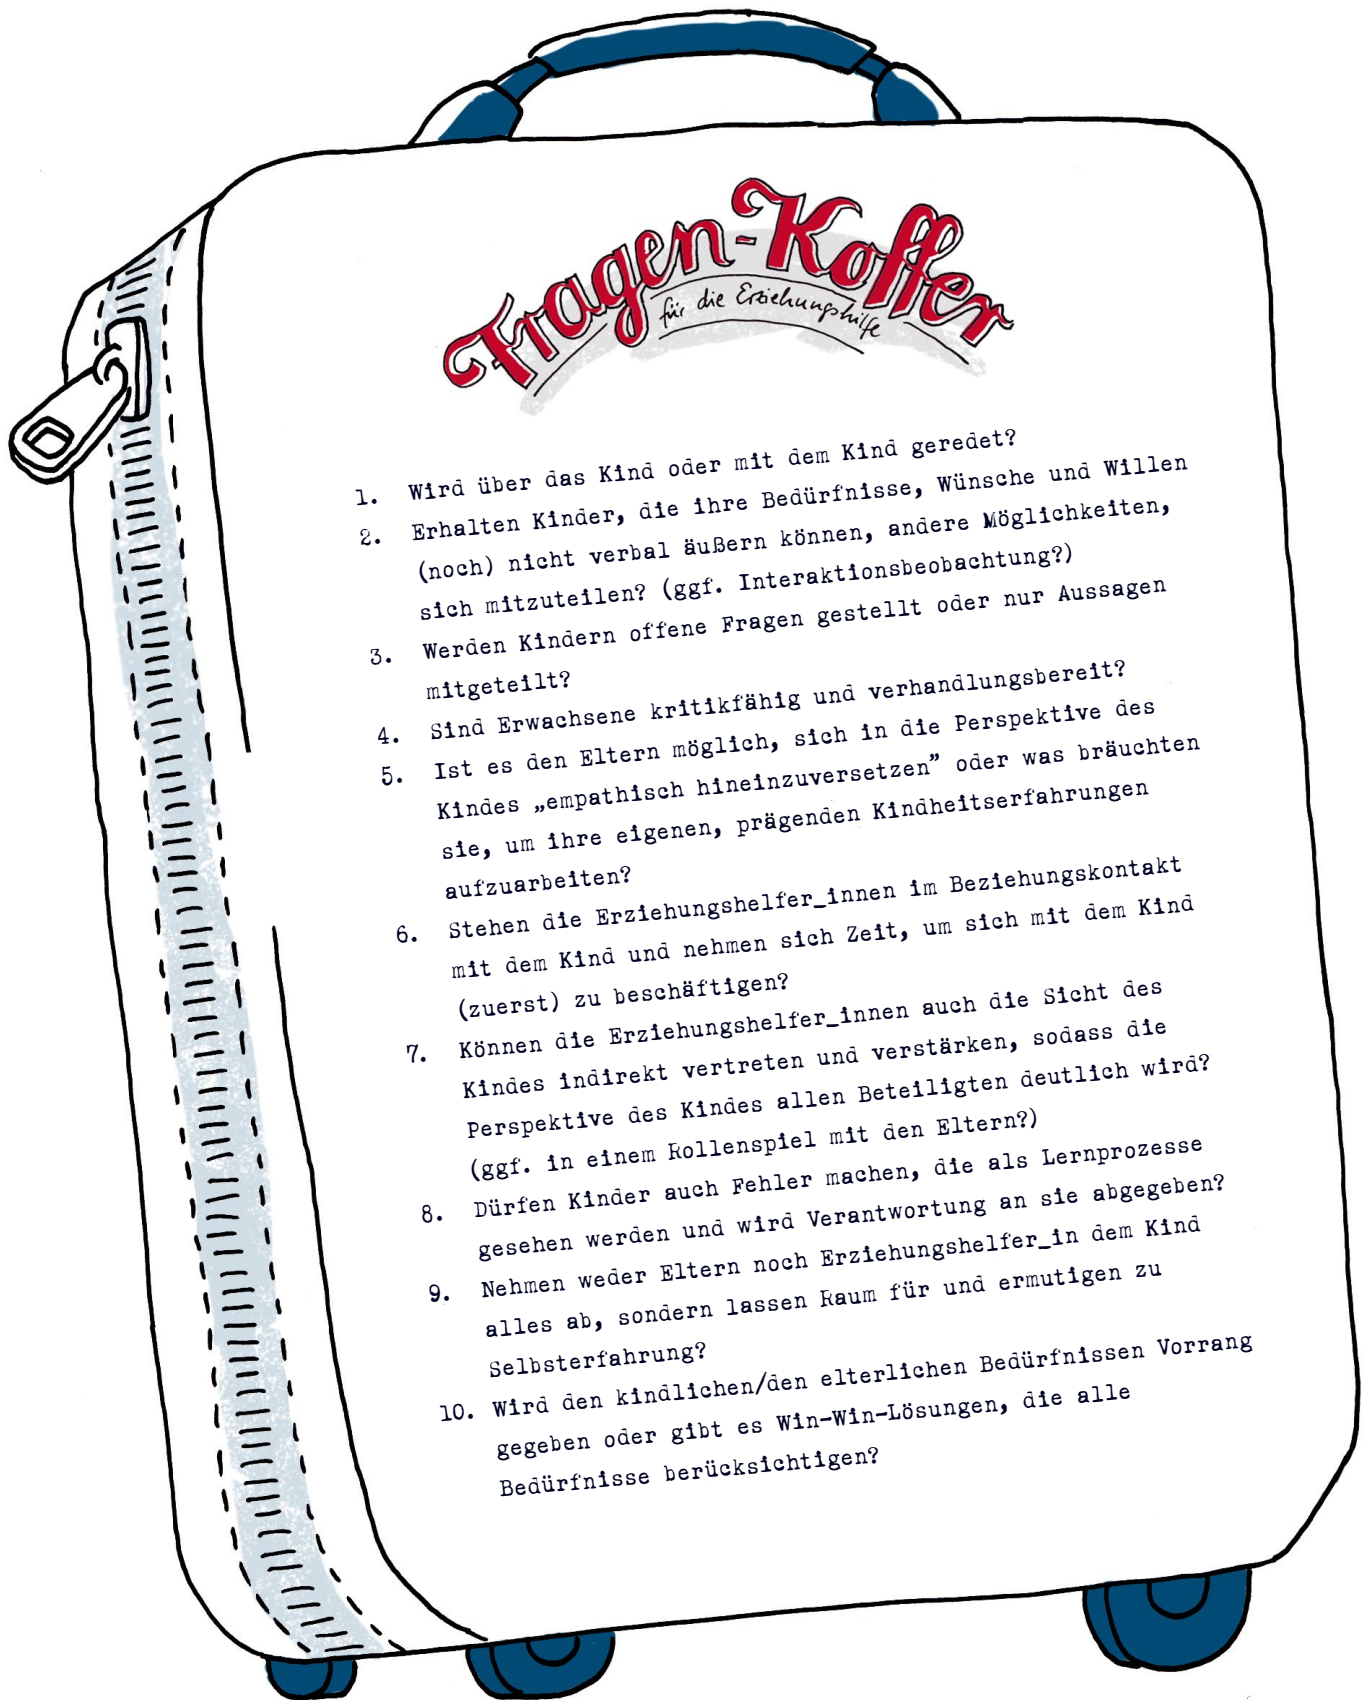 Fragen-Koffer
für die Erziehungshilfe
1. Wird über das Kind oder mit dem Kind geredet?
2. Erhalten Kinder, die ihre Bedürfnisse, Wünsche und Willen
(noch) nicht verbal äußern können, andere Möglichkeiten,
sich mitzuteilen? (ggf. Interaktionsbeobachtung?)
3. Werden Kindern offene Fragen gestellt oder nur Aussagen
mitgeteilt?
4. Sind Erwachsene kritikfähig und verhandlungsbereit?
5. Ist es den Eltern möglich, sich in die Perspektive des
Kindes „empathisch hineinzuversetzen” oder was bräuchten
sie, um ihre eigenen, prägenden Kindheitserfahrungen
aufzuarbeiten?
6. Stehen die Erziehungshelfer_innen im Beziehungskontakt
mit dem Kind und nehmen sich Zeit, um sich mit dem Kind
(zuerst) zu beschäftigen?
7. Können die Erziehungshelfer_innen auch die Sicht des
Kindes indirekt vertreten und verstärken, sodass die
Perspektive des Kindes allen Beteiligten deutlich wird?
(ggf. in einem Rollenspiel mit den Eltern?)
8. Dürfen Kinder auch Fehler machen, die als Lernprozesse
gesehen werden und wird Verantwortung an sie abgegeben?
9. Nehmen weder Eltern noch Erziehungshelfer_in dem Kind
alles ab, sondern lassen Raum für und ermutigen zu
Selbsterfahrung?
10. Wird den kindlichen/den elterlichen Bedürfnissen Vorrang
gegeben oder gibt es Win-Win-Lösungen, die alle
Bedürfnisse berücksichtigen?